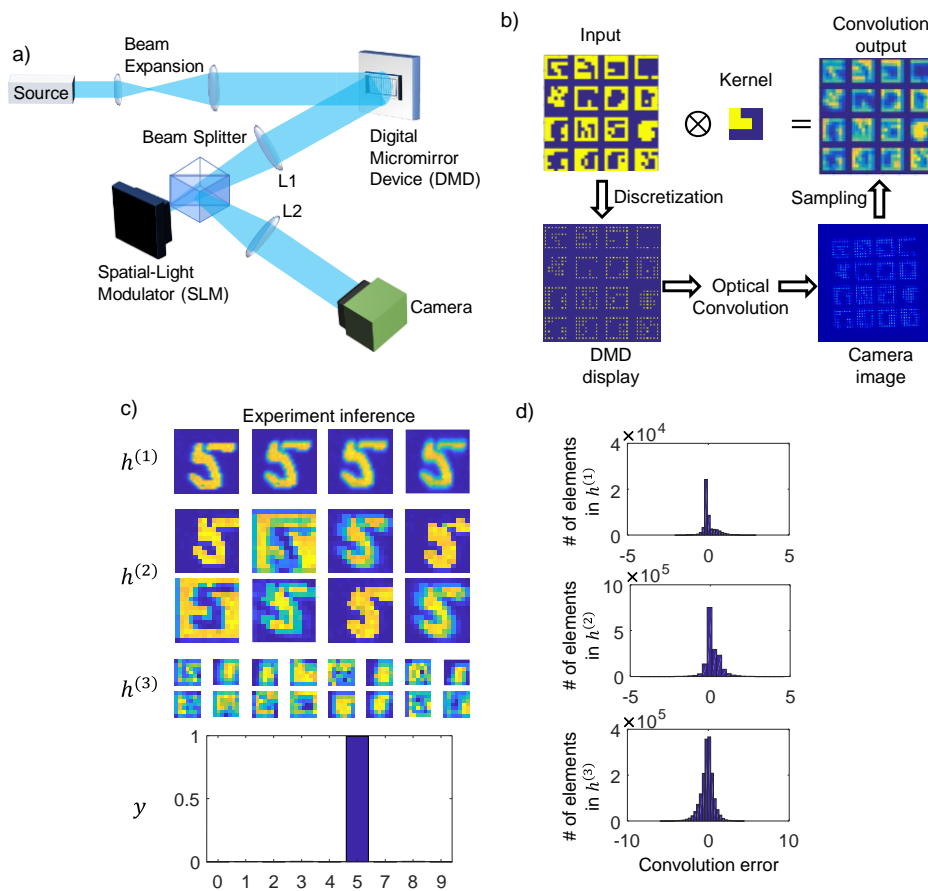 a)
Beam
Expansion
Source
Beam Splitter
L1
Digital
Micromirror
Device (DMD)
L2
Spatial-Light
Modulator (SLM)
Camera
b)
Input
Kernel
Convolution
output
⊗
=
Discretization
Sampling
Optical
Convolution
DMD
display
Camera
image
c)
Experiment inference
h(1)
h(2)
h(3)
y
1
0.5
0
0 1 2 3 4 5 6 7 8 9
d)
×10^4
# of elements
in h(1)
4
2
0
-5 0 5
×10^5
# of elements
in h(2)
10
5
0
-5 0 5
×10^5
# of elements
in h(3)
4
2
0
-10 0 10
Convolution error